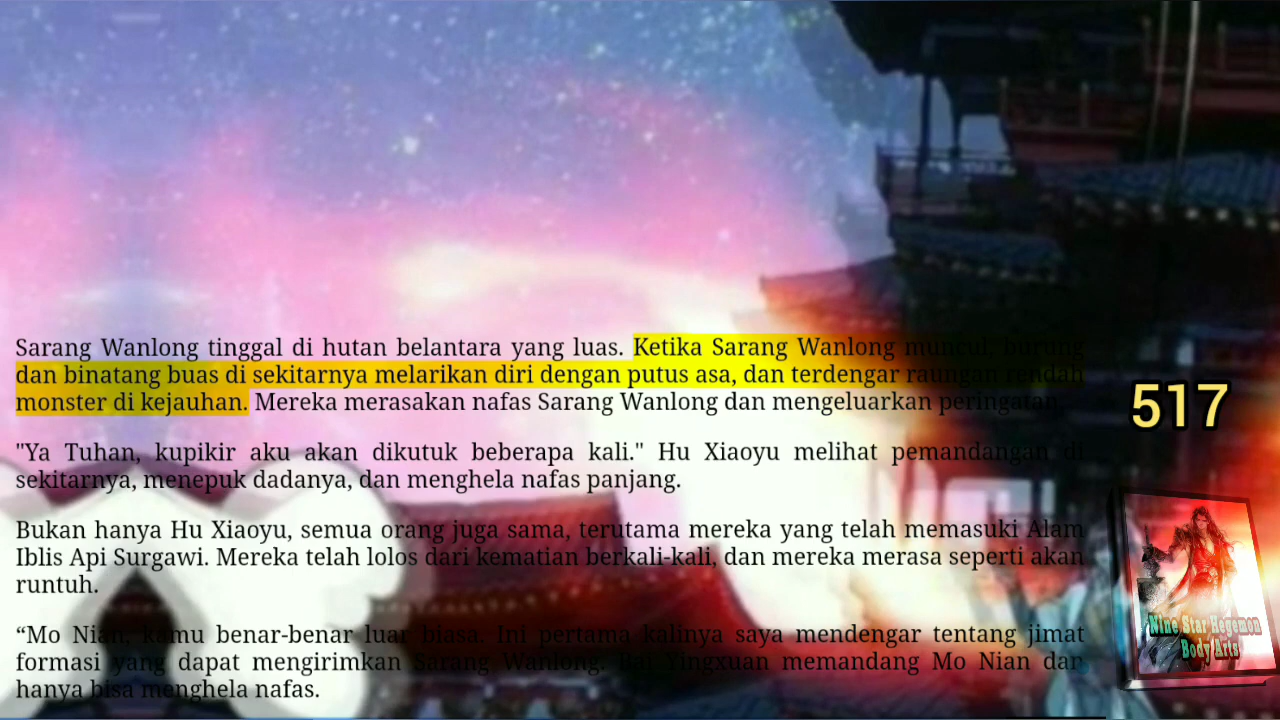 Sarang Wanlong tinggal di hutan belantara yang luas. Ketika Sarang Wanlong muncul, burung
dan binatang buas di sekitarnya melarikan diri dengan putus asa, dan terdengar raungan rendah
monster di kejauhan. Mereka merasakan nafas Sarang Wanlong dan mengeluarkan peringatan.
"Ya Tuhan, kupikir aku akan dikutuk beberapa kali." Hu Xiaoyu melihat pemandangan di
sekitarnya, menepuk dadanya, dan menghela nafas panjang.
Bukan hanya Hu Xiaoyu, semua orang juga sama, terutama mereka yang telah memasuki Alam
Iblis Api Surgawi. Mereka telah lolos dari kematian berkali-kali, dan mereka merasa seperti akan
runtuh.
“Mo Nian, kamu benar-benar luar biasa. Ini pertama kalinya saya mendengar tentang jimat
formasi yang dapat mengirimkan Sarang Wanlong. Bai Yingxuan memandang Mo Nian dan
hanya bisa menghela nafas.
517
Nine Star Hegemon
Body Arts